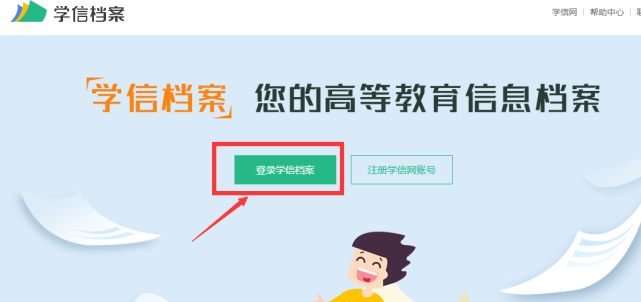 学信档案
学信网 | 帮助中心 |
学信档案 您的高等教育信息档案
登录学信档案 注册学信网账号